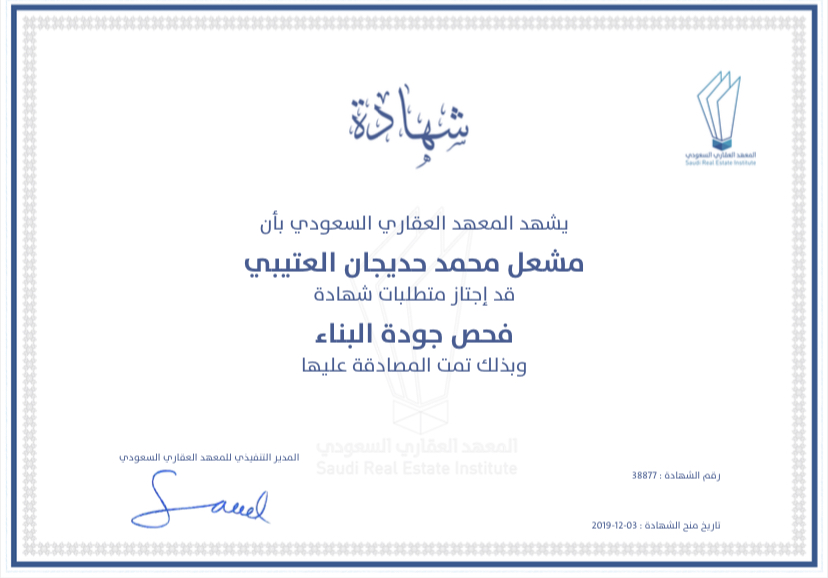 شهادة
المعهد العقاري السعودي
Saudi Real Estate Institute
يشهد المعهد العقاري السعودي بأن
مشعل محمد حديجان العتيبي
قد إجتاز متطلبات شهادة
فحص جودة البناء
وبذلك تمت المصادقة عليها
المعهد العقاري السعودي
Saudi Real Estate Institute
المدير التنفيذي للمعهد العقاري السعودي
رقم الشهادة : 38877
تاريخ منح الشهادة : 03-12-2019